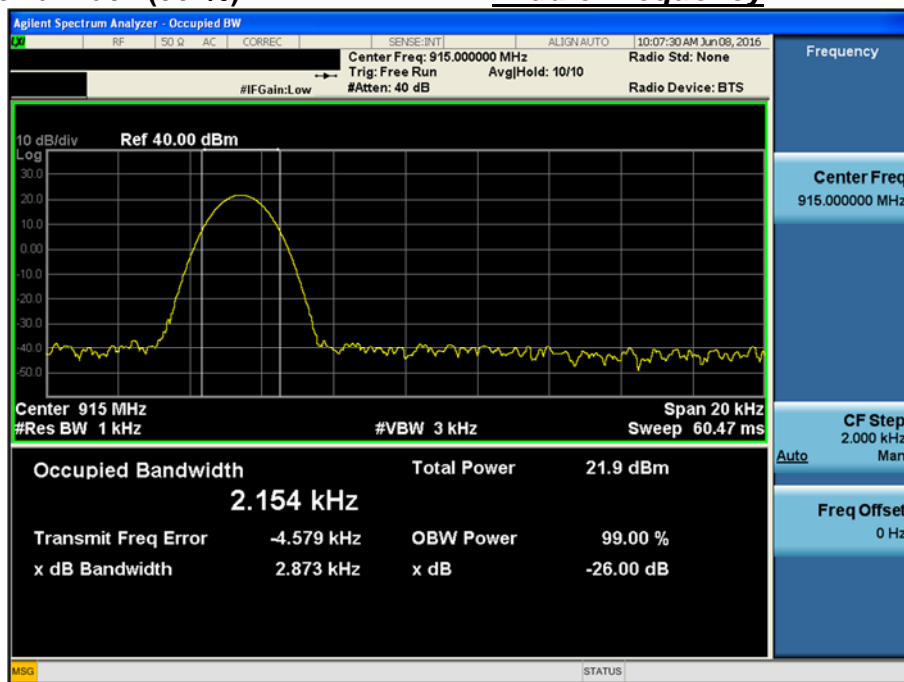 Agilent Spectrum Analyzer - Occupied BW
LXI RF 50 Ω AC CORREC SENSE:INT ALIGN AUTO 10:07:30 AM Jun 08, 2016
Center Freq: 915.000000 MHz Radio Std: None
Trig: Free Run Avg|Hold: 10/10
#IFGain:Low #Atten: 40 dB Radio Device: BTS
Frequency
10 dB/div Ref 40.00 dBm
Log
30.0
20.0
10.0
0.00
-10.0
-20.0
-30.0
-40.0
-50.0
Center 915 MHz Span 20 kHz
#Res BW 1 kHz #VBW 3 kHz Sweep 60.47 ms
Occupied Bandwidth Total Power 21.9 dBm
2.154 kHz
Transmit Freq Error -4.579 kHz OBW Power 99.00 %
x dB Bandwidth 2.873 kHz x dB -26.00 dB
Center Freq
915.000000 MHz
CF Step
2.000 kHz
Auto Man
Freq Offset
0 Hz
MSG STATUS